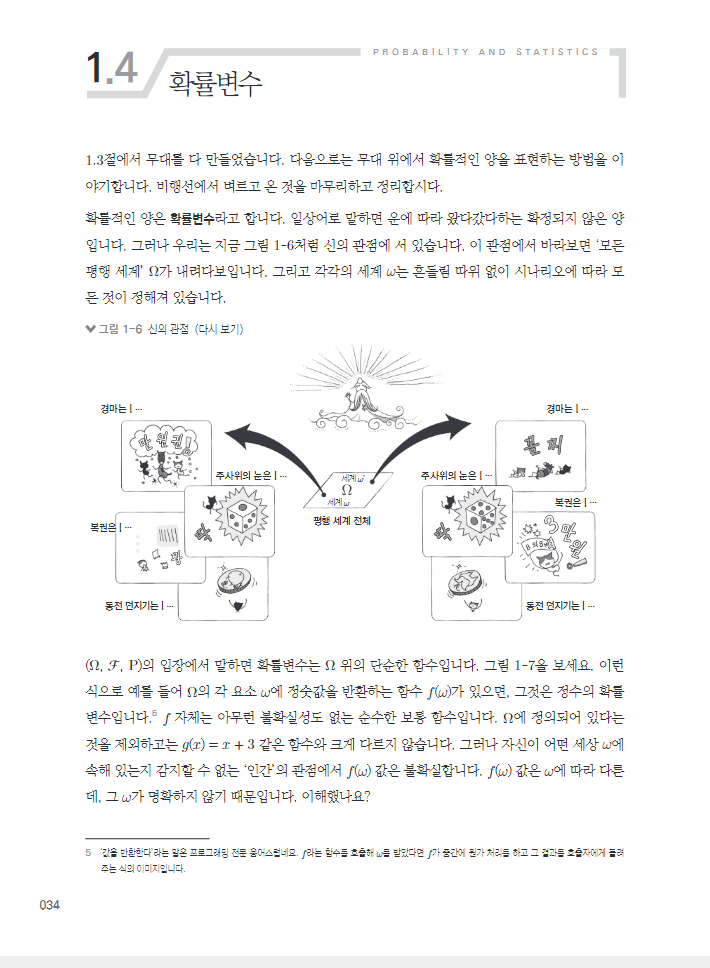 PROBABILITY AND STATISTICS
1.4 확률변수
1.3절에서 무대를 다 만들었습니다. 다음으로는 무대 위에서 확률적인 양을 표현하는 방법을 이
야기합니다. 비행선에서 벼르고 온 것을 마무리하고 정리합시다.
확률적인 양은 확률변수라고 합니다. 일상어로 말하면 운에 따라 왔다갔다하는 확정되지 않은 양
입니다. 그러나 우리는 지금 그림 1-6처럼 신의 관점에 서 있습니다. 이 관점에서 바라보면 ‘모든
평행 세계’ Ω가 내려다보입니다. 그리고 각각의 세계 ω는 흔들림 따위 없이 시나리오에 따라 모
든 것이 정해져 있습니다.
그림 1-6 신의 관점 (다시 보기)
경마는 | …
만 원권!
주사위의 눈은 | …
딱
복권은 | …
꽝
동전 던지기는 | …
세계 ω′
Ω
세계 ω
평행 세계 전체
경마는 | …
꼴찌
주사위의 눈은 | …
딱
복권은 | …
3만 원
동전 던지기는 | …
(Ω, ℱ, P)의 입장에서 말하면 확률변수는 Ω 위의 단순한 함수입니다. 그림 1-7을 보세요. 이런
식으로 예를 들어 Ω의 각 요소 ω에 정숫값을 반환하는 함수 f(ω)가 있으면, 그것은 정수의 확률
변수입니다.⁵ f 자체는 아무런 불확실성도 없는 순수한 보통 함수입니다. Ω에 정의되어 있다는
것을 제외하고는 g(x) = x + 3 같은 함수와 크게 다르지 않습니다. 그러나 자신이 어떤 세상 ω에
속해 있는지 감지할 수 없는 ‘인간’의 관점에서 f(ω) 값은 불확실합니다. f(ω) 값은 ω에 따라 다른
데, 그 ω가 명확하지 않기 때문입니다. 이해했나요?
5 ‘값을 반환한다’라는 말은 프로그래밍 전문 용어스럽네요. f라는 함수를 호출해 ω를 받았다면 f가 중간에 뭔가 처리를 하고 그 결과를 호출자에게 돌려
주는 식의 이미지입니다.
034